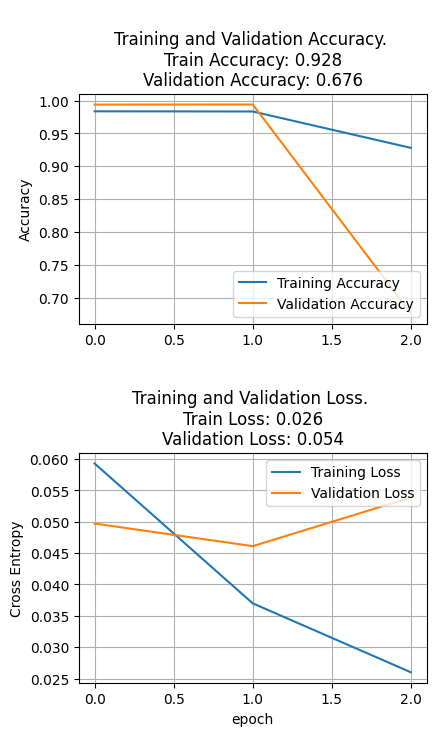 Training and Validation Accuracy.
Train Accuracy: 0.928
Validation Accuracy: 0.676
1.00
0.95
0.90
0.85
0.80
0.75
0.70
Accuracy
Training Accuracy
Validation Accuracy
0.0 0.5 1.0 1.5 2.0
Training and Validation Loss.
Train Loss: 0.026
Validation Loss: 0.054
0.060
0.055
0.050
0.045
0.040
0.035
0.030
0.025
Cross Entropy
Training Loss
Validation Loss
0.0 0.5 1.0 1.5 2.0
epoch